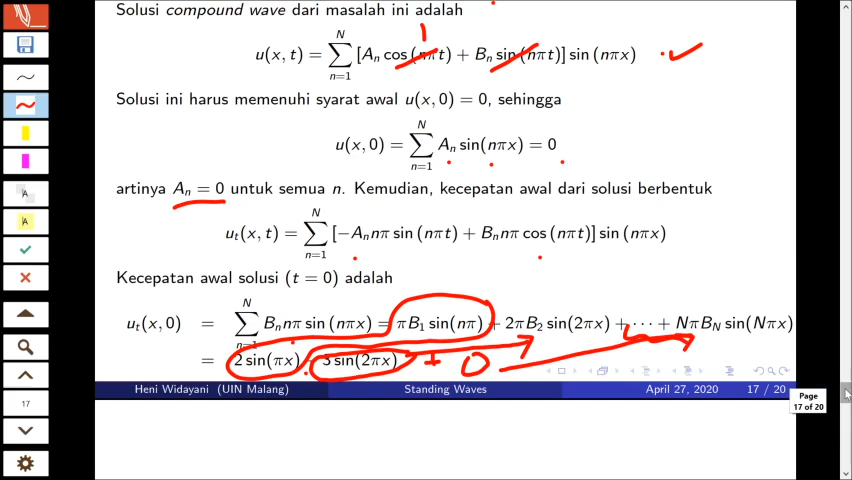 Solusi compound wave dari masalah ini adalah
u(x, t) = ∑_{n=1}^{N} [A_n cos (nπt) + B_n sin (nπt)] sin (nπx)
1
Solusi ini harus memenuhi syarat awal u(x, 0) = 0, sehingga
u(x, 0) = ∑_{n=1}^{N} A_n sin(nπx) = 0
artinya A_n = 0 untuk semua n. Kemudian, kecepatan awal dari solusi berbentuk
u_t(x, t) = ∑_{n=1}^{N} [−A_n nπ sin (nπt) + B_n nπ cos (nπt)] sin (nπx)
Kecepatan awal solusi (t = 0) adalah
u_t(x, 0) = ∑_{n=1}^{N} B_n nπ sin (nπx) = πB_1 sin(nπ) + 2πB_2 sin(2πx) + ⋯ + NπB_N sin(Nπx)
= 2 sin(πx) − 3 sin(2πx) + 0
Heni Widayani (UIN Malang) Standing Waves April 27, 2020 17 / 20
Page
17 of 20
A
A
17